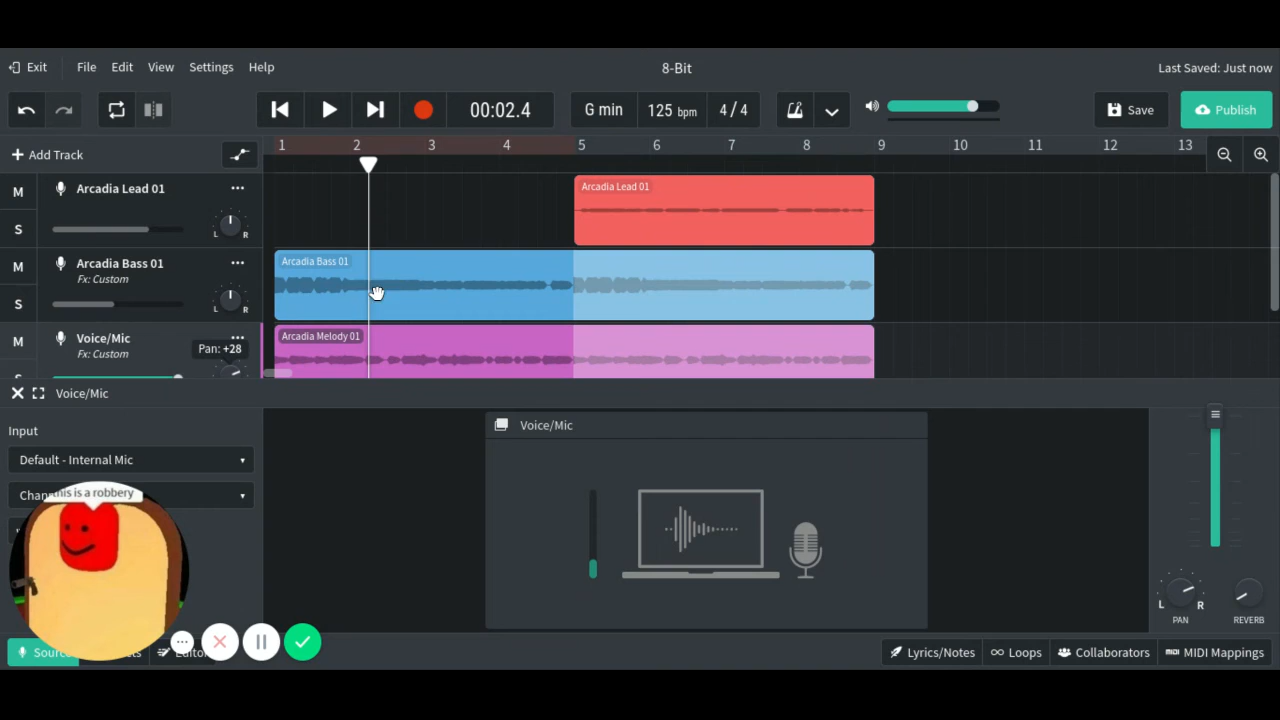 Exit File Edit View Settings Help 8-Bit Last Saved: Just now
00:02.4 G min 125 bpm 4 / 4 Save Publish
Add Track 1 2 3 4 5 6 7 8 9 10 11 12 13
M Arcadia Lead 01 Arcadia Lead 01
S L R
M Arcadia Bass 01 Arcadia Bass 01
Fx: Custom
S L R
M Voice/Mic Arcadia Melody 01
Fx: Custom Pan: +28
Voice/Mic
Input Voice/Mic
Default - Internal Mic
this is a robbery
L R
PAN REVERB
Lyrics/Notes Loops Collaborators MIDI Mappings